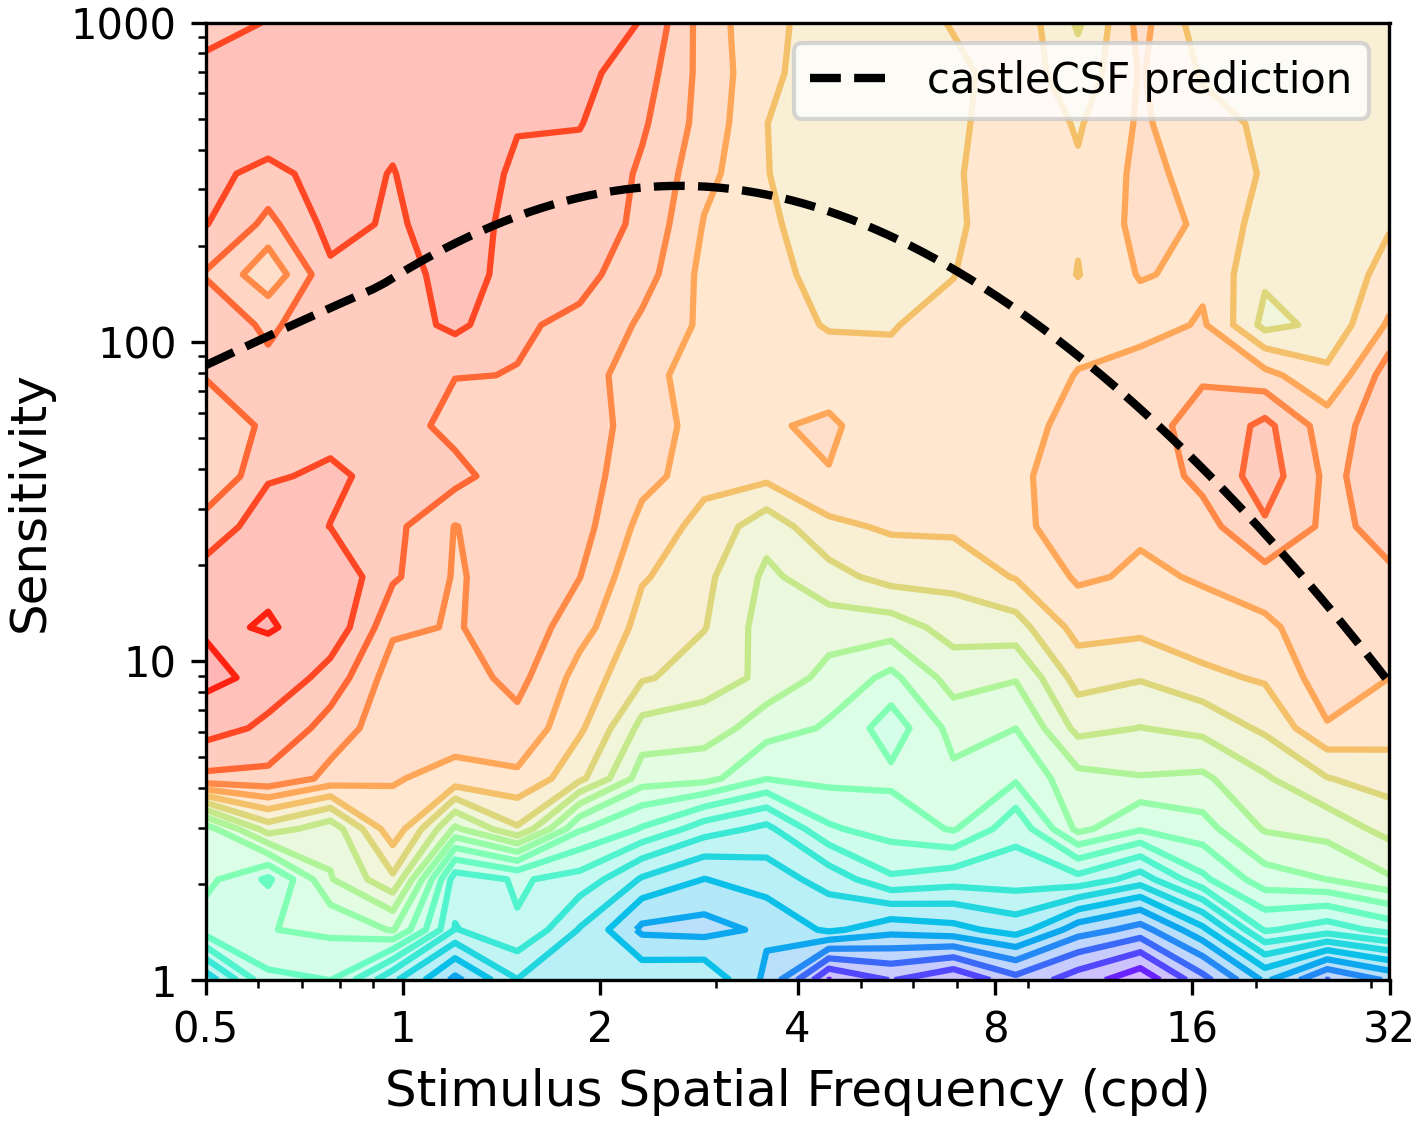 1000
castleCSF prediction
100
10
1
Sensitivity
0.5 1 2 4 8 16 32
Stimulus Spatial Frequency (cpd)